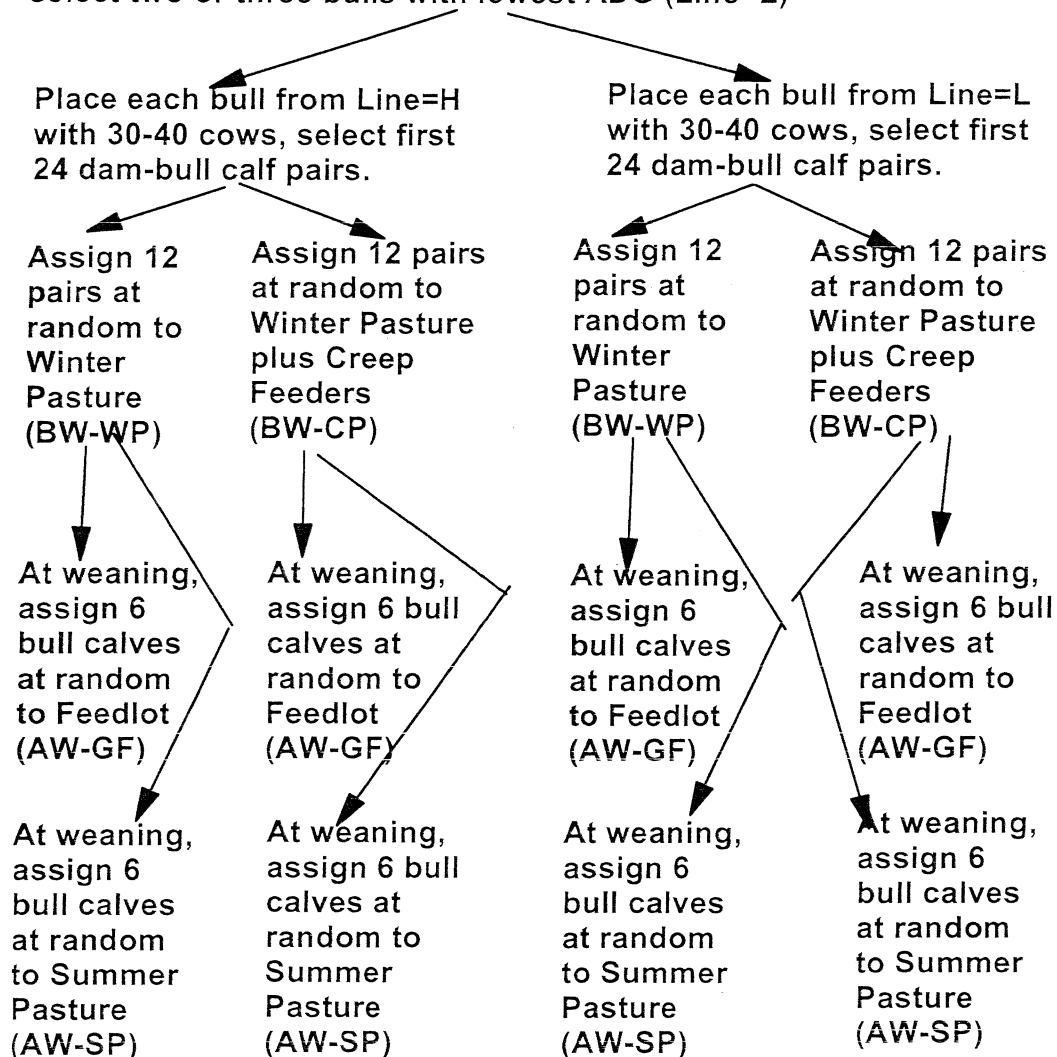 Place each bull from Line=H
with 30-40 cows, select first
24 dam-bull calf pairs.
Place each bull from Line=L
with 30-40 cows, select first
24 dam-bull calf pairs.
Assign 12
pairs at
random to
Winter
Pasture
(BW-WP)
Assign 12 pairs
at random to
Winter Pasture
plus Creep
Feeders
(BW-CP)
Assign 12
pairs at
random to
Winter
Pasture
(BW-WP)
Assign 12 pairs
at random to
Winter Pasture
plus Creep
Feeders
(BW-CP)
At weaning,
assign 6
bull calves
at random
to Feedlot
(AW-GF)
At weaning,
assign 6 bull
calves at
random to
Feedlot
(AW-GF)
At weaning,
assign 6
bull calves
at random
to Feedlot
(AW-GF)
At weaning,
assign 6 bull
calves at
random to
Feedlot
(AW-GF)
At weaning,
assign 6
bull calves
at random
to Summer
Pasture
(AW-SP)
At weaning,
assign 6 bull
calves at
random to
Summer
Pasture
(AW-SP)
At weaning,
assign 6
bull calves
at random
to Summer
Pasture
(AW-SP)
At weaning,
assign 6
bull calves
at random
to Summer
Pasture
(AW-SP)